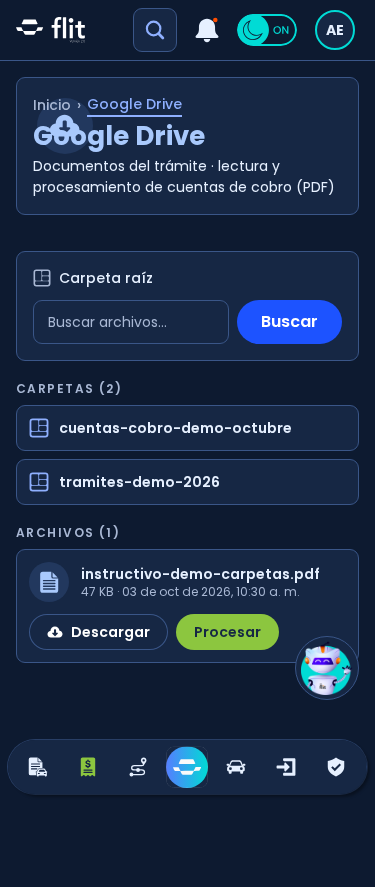 flit
ON
AE
Inicio › Google Drive
Google Drive
Documentos del trámite · lectura y
procesamiento de cuentas de cobro (PDF)
Carpeta raíz
Buscar archivos...
Buscar
CARPETAS (2)
cuentas-cobro-demo-octubre
tramites-demo-2026
ARCHIVOS (1)
instructivo-demo-carpetas.pdf
47 KB · 03 de oct de 2026, 10:30 a. m.
Descargar
Procesar
flit